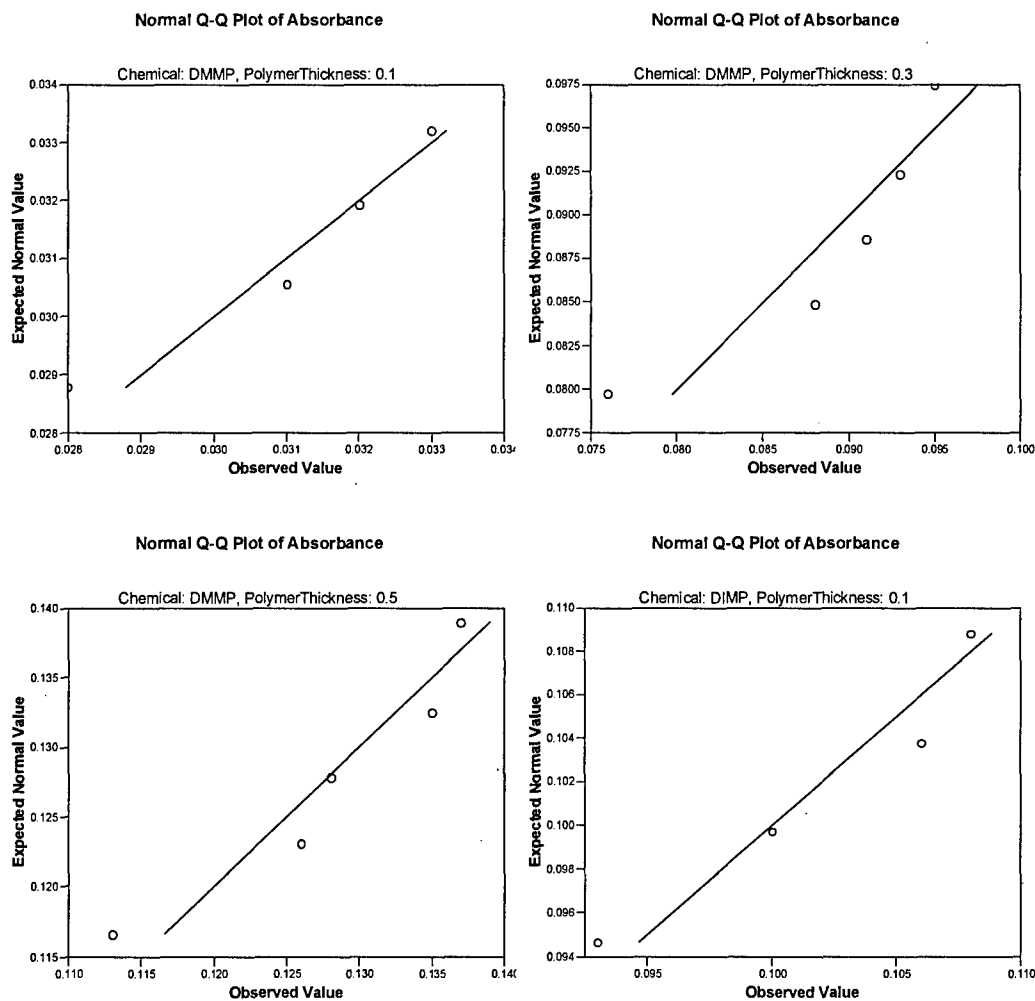 Normal Q-Q Plot of Absorbance
Chemical: DMMP, PolymerThickness: 0.1
0.034
0.033
0.032
0.031
0.030
0.029
0.028
Expected Normal Value
0.028 0.029 0.030 0.031 0.032 0.033 0.034
Observed Value
Normal Q-Q Plot of Absorbance
Chemical: DMMP, PolymerThickness: 0.3
0.0975
0.0950
0.0925
0.0900
0.0875
0.0850
0.0825
0.0800
0.0775
Expected Normal Value
0.075 0.080 0.085 0.090 0.095 0.100
Observed Value
Normal Q-Q Plot of Absorbance
Chemical: DMMP, PolymerThickness: 0.5
0.140
0.135
0.130
0.125
0.120
0.115
Expected Normal Value
0.110 0.115 0.120 0.125 0.130 0.135 0.140
Observed Value
Normal Q-Q Plot of Absorbance
Chemical: DIMP, PolymerThickness: 0.1
0.110
0.108
0.106
0.104
0.102
0.100
0.098
0.096
0.094
Expected Normal Value
0.095 0.100 0.105 0.110
Observed Value